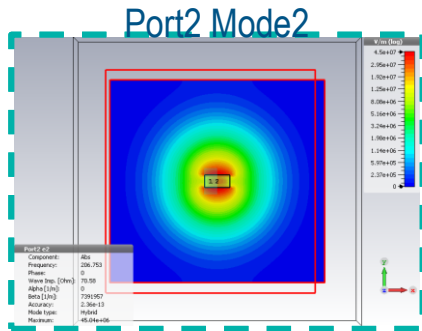 Port2 Mode2
V/m (log)
4.5e+07
2.95e+07
1.92e+07
1.25e+07
8.08e+06
5.16e+06
3.24e+06
1.98e+06
1.14e+06
5.97e+05
2.37e+05
0
1 2
Port2 e2
Component: Abs
Frequency: 206.753
Phase: 0
Wave Imp. [Ohm]: 70.58
Alpha [1/m]: 0
Beta [1/m]: 7391957
Accuracy: 2.36e-13
Mode type: Hybrid
Maximum: 45.04e+06